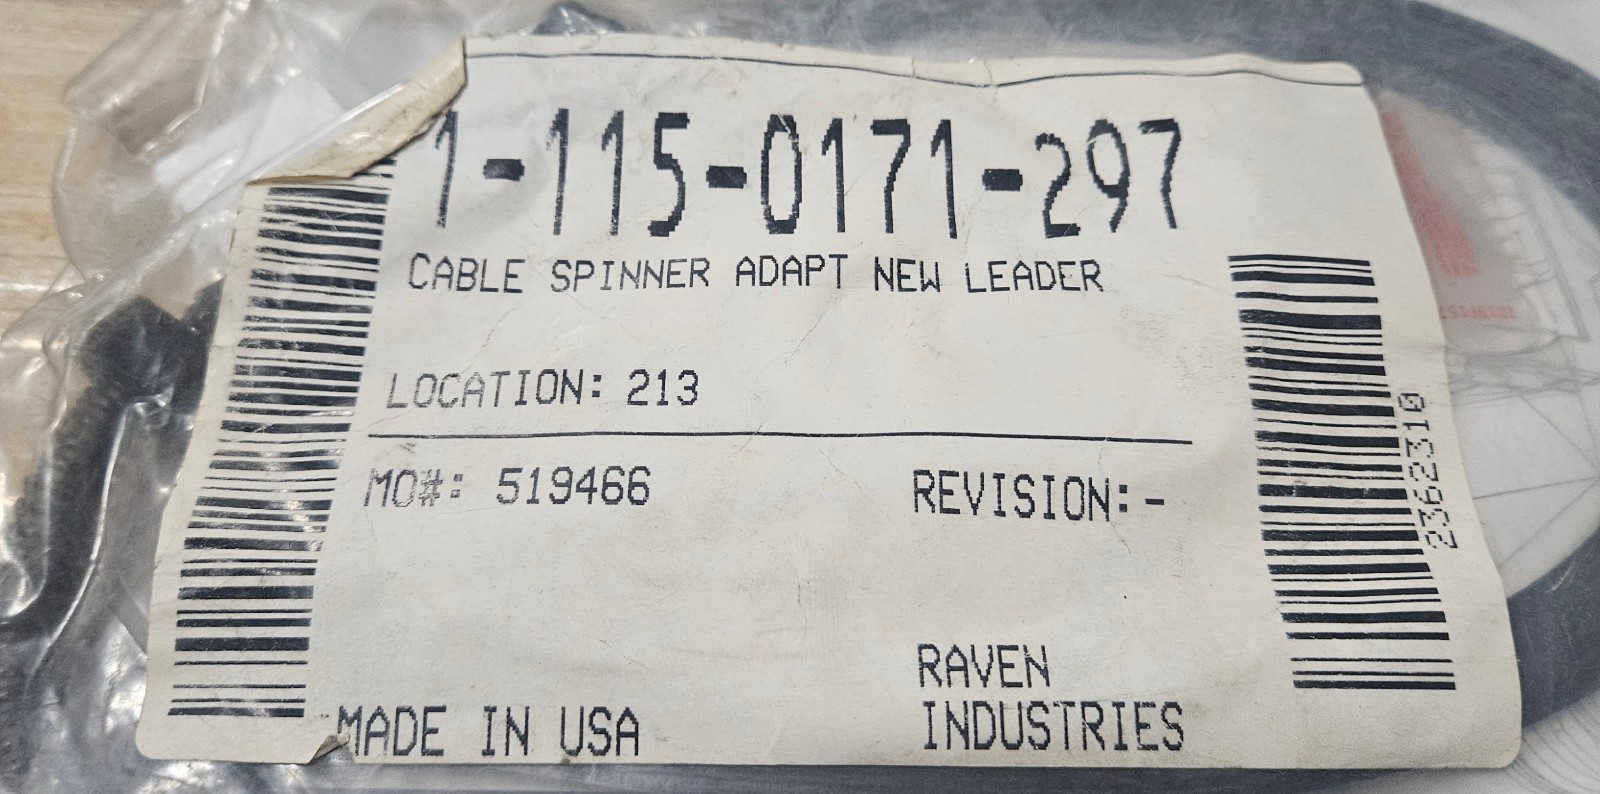 1-115-0171-297
CABLE SPINNER ADAPT NEW LEADER
LOCATION: 213
MO#: 519466
REVISION:-
2362310
RAVEN
INDUSTRIES
MADE IN USA